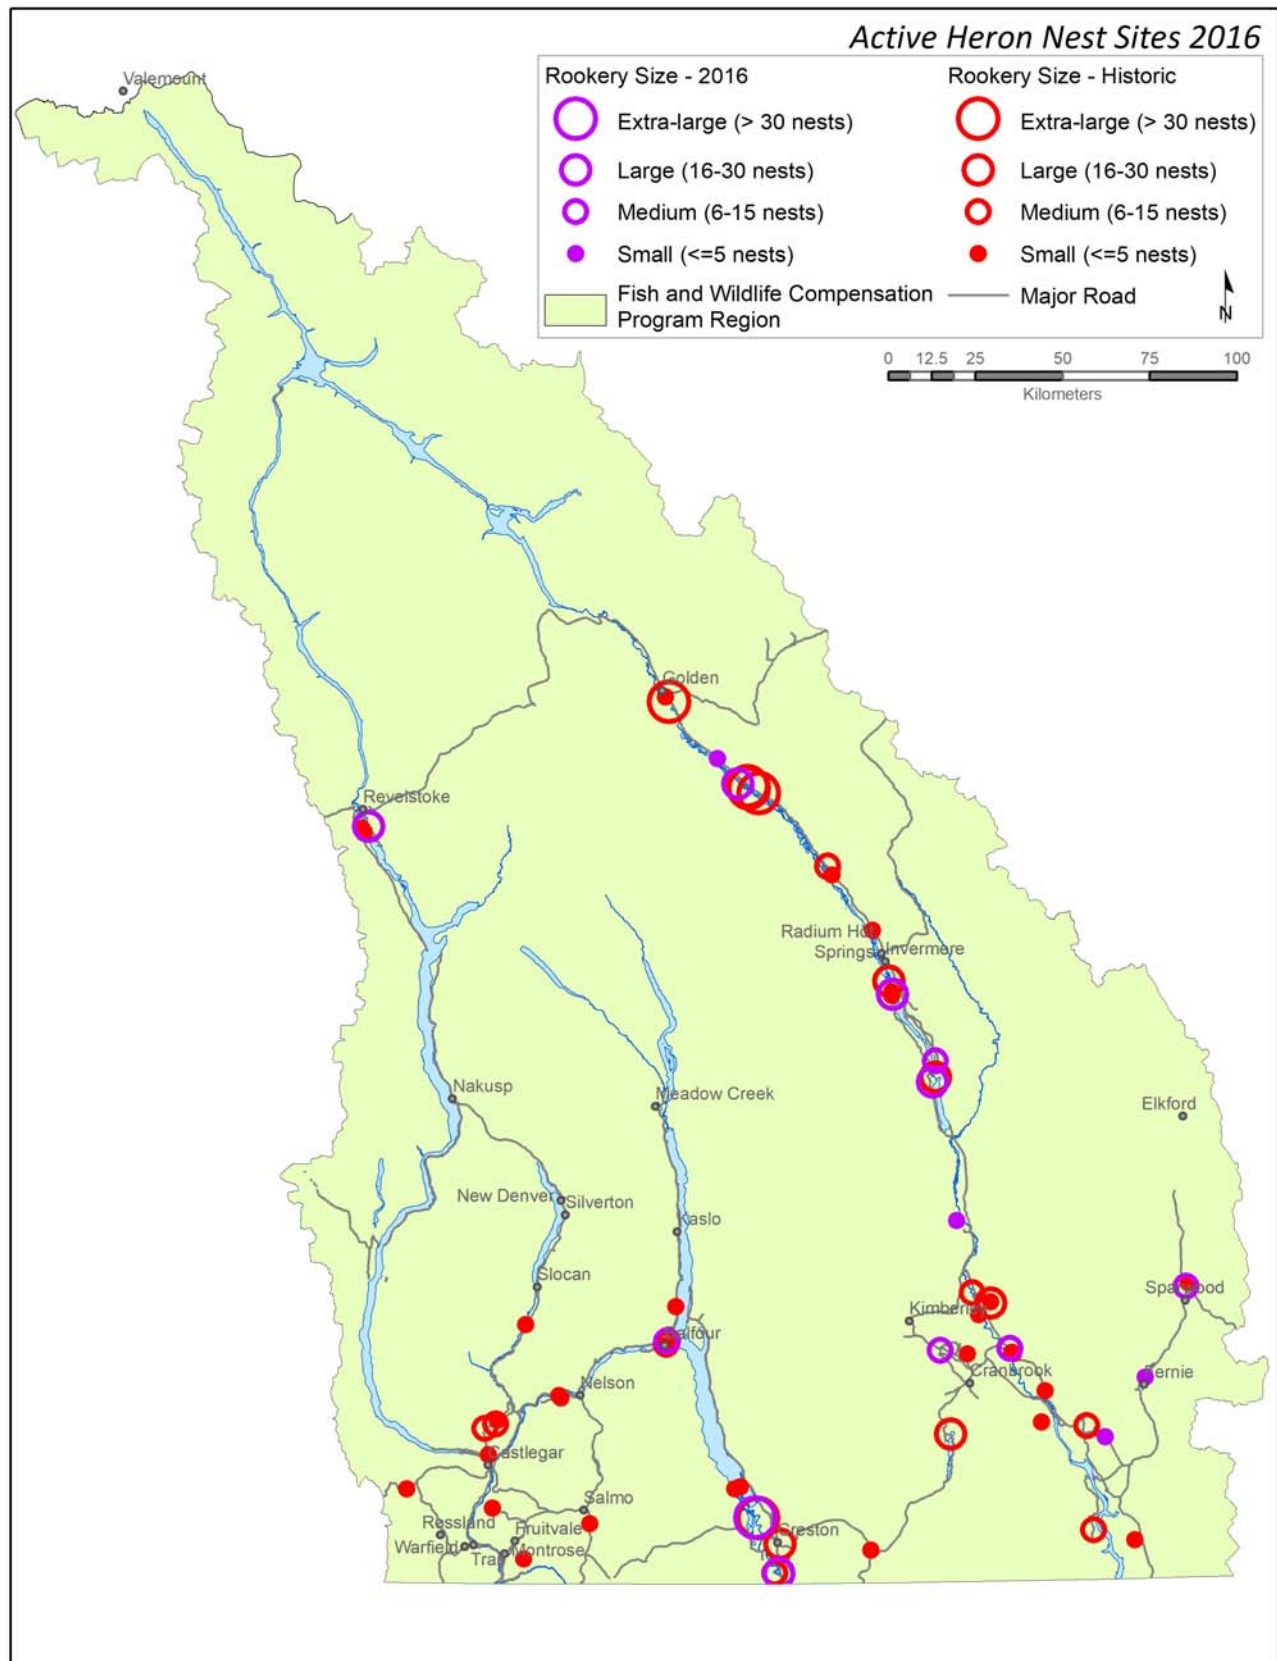 Active Heron Nest Sites 2016
Rookery Size - 2016
Extra-large (> 30 nests)
Large (16-30 nests)
Medium (6-15 nests)
Small (<=5 nests)
Fish and Wildlife Compensation
Program Region
Rookery Size - Historic
Extra-large (> 30 nests)
Large (16-30 nests)
Medium (6-15 nests)
Small (<=5 nests)
Major Road
N
0 12.5 25 50 75 100
Kilometers
Valemount
Golden
Revelstoke
Radium Hot
Springs
Invermere
Nakusp
Meadow Creek
Elkford
New Denver
Silverton
Kaslo
Slocan
Sparwood
Kimberley
Balfour
Cranbrook
Fernie
Nelson
Castlegar
Salmo
Rossland
Fruitvale
Creston
Warfield
Trail
Montrose